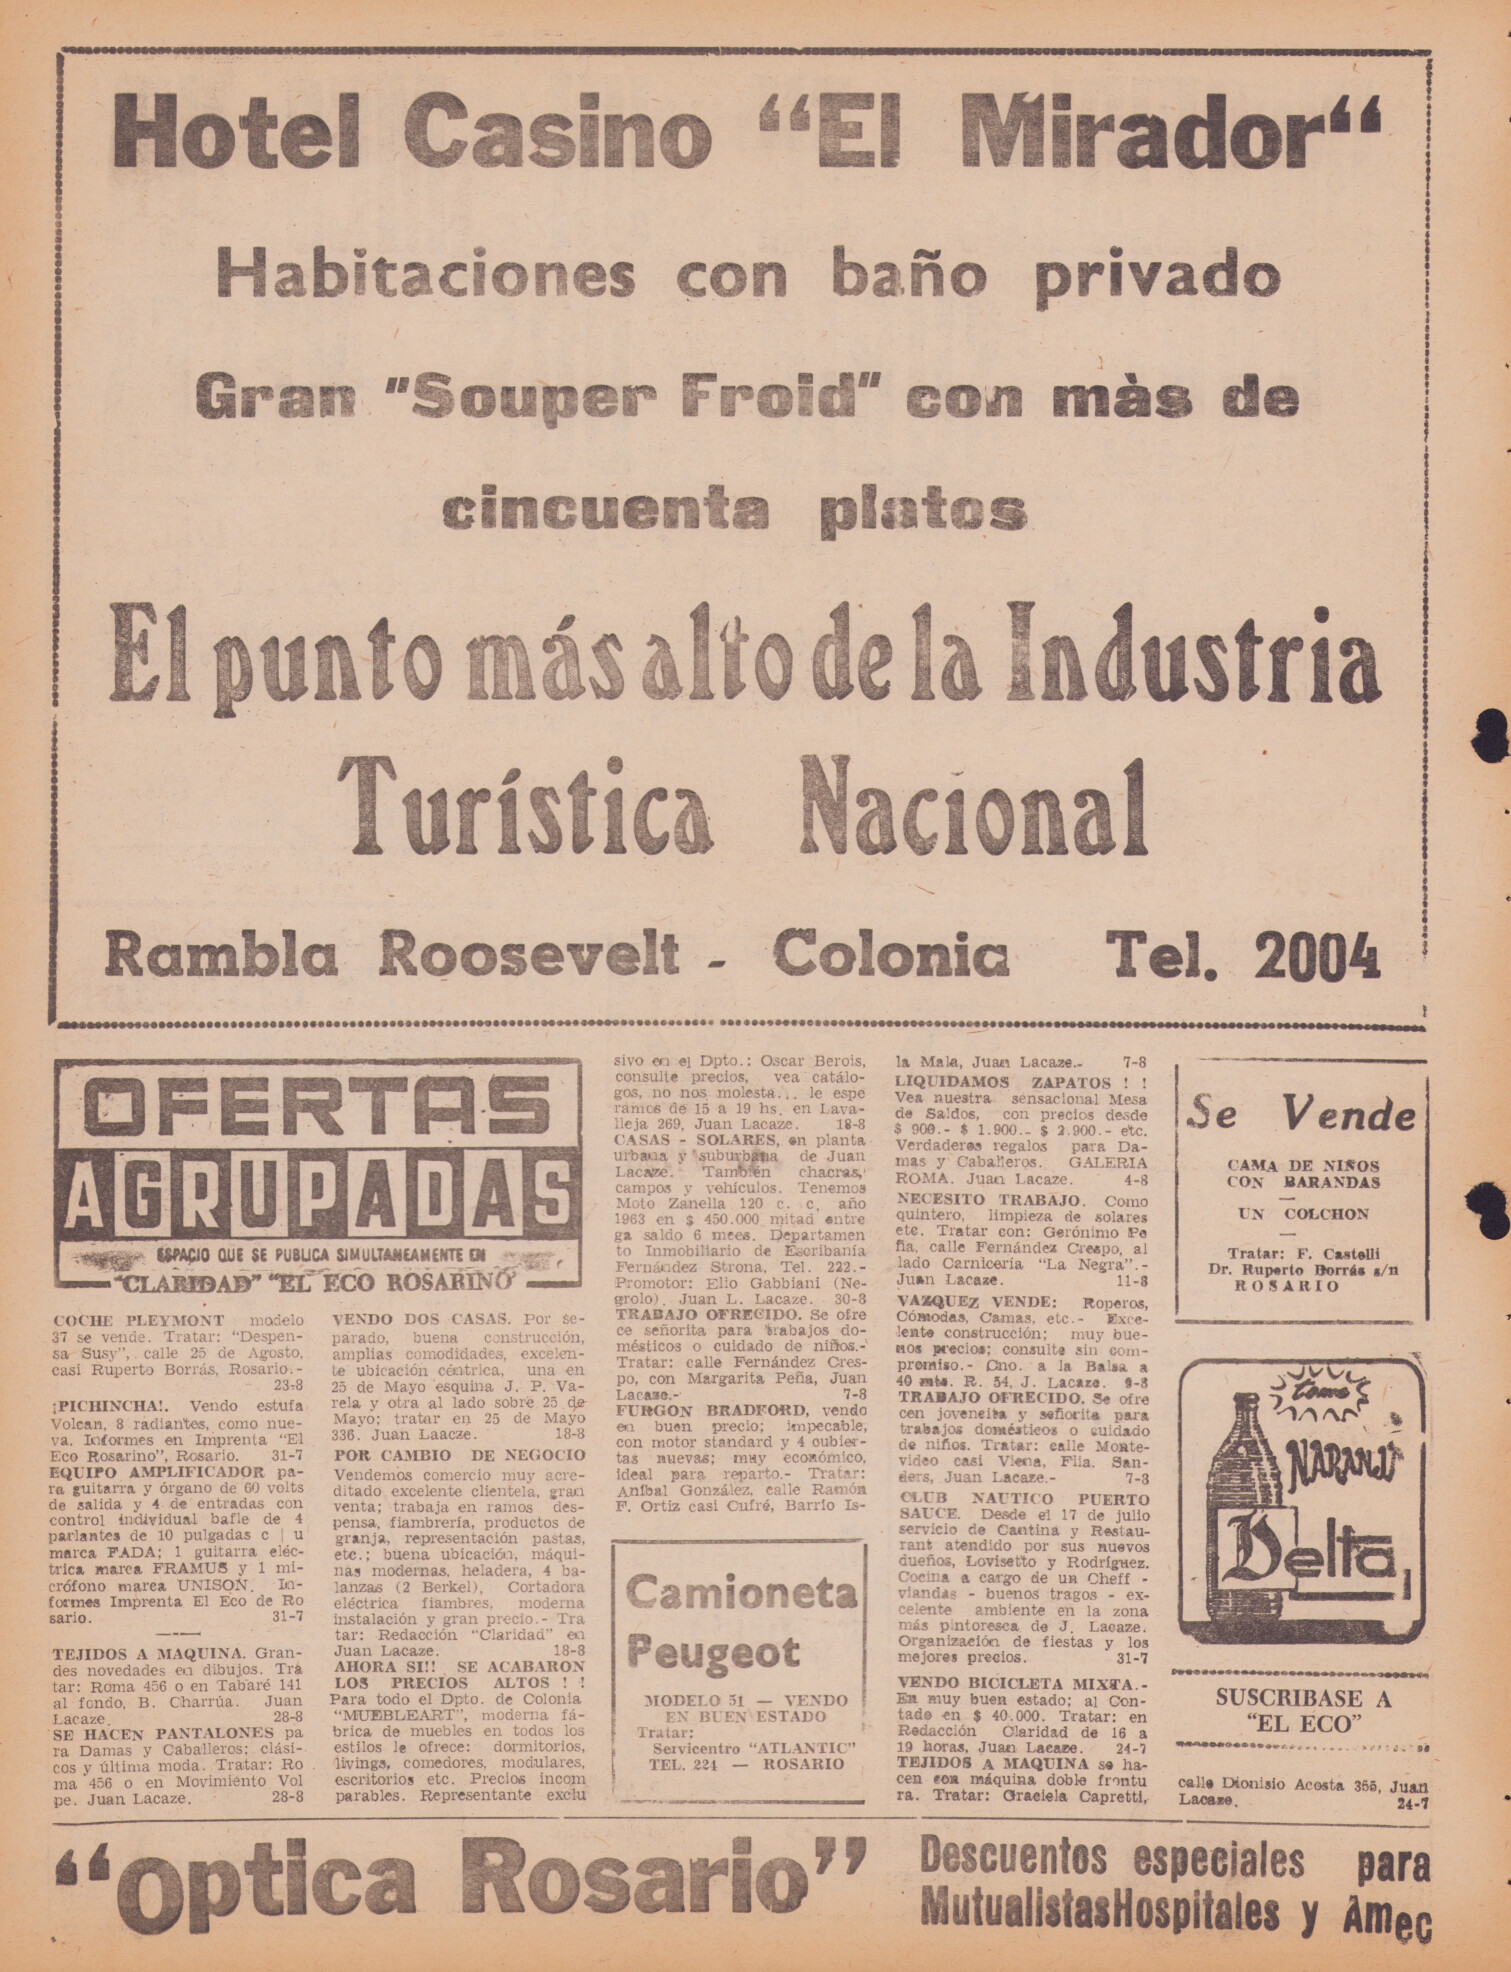 Hotel Casino “El Mirador“
Habitaciones con baño privado
Gran "Souper Froid" con màs de
cincuenta platos
El punto más alto de la Industria
Turística Nacional
Rambla Roosevelt - Colonia Tel. 2004
OFERTAS
AGRUPADAS
ESPACIO QUE SE PUBLICA SIMULTANEAMENTE EN
"CLARIDAD" "EL ECO ROSARINO"
COCHE PLEYMONT modelo
37 se vende. Tratar: "Despen-
sa Susy", calle 25 de Agosto,
casi Ruperto Borrás, Rosario.-
23-8
¡PICHINCHA!. Vendo estufa
Volcan, 8 radiantes, como nue-
va. Informes en Imprenta "El
Eco Rosarino", Rosario. 31-7
EQUIPO AMPLIFICADOR pa-
ra guitarra y órgano de 60 volts
de salida y 4 de entradas con
control individual bafle de 4
parlantes de 10 pulgadas c | u
marca FADA; 1 guitarra eléc-
trica marca FRAMUS y 1 mi-
crófono marca UNISON. In-
formes Imprenta El Eco de Ro
sario. 31-7
TEJIDOS A MAQUINA. Gran-
des novedades en dibujos. Tra
tar: Roma 456 o en Tabaré 141
al fondo, B. Charrúa. Juan
Lacaze. 28-8
SE HACEN PANTALONES pa
ra Damas y Caballeros; clási-
cos y última moda. Tratar: Ro
ma 456 o en Movimiento Vol
pe. Juan Lacaze. 28-8
VENDO DOS CASAS. Por se-
parado, buena construcción,
amplias comodidades, excelen-
te ubicación céntrica, una en
25 de Mayo esquina J. P. Va-
rela y otra al lado sobre 25 de
Mayo; tratar en 25 de Mayo
336. Juan Laacze. 18-8
POR CAMBIO DE NEGOCIO
Vendemos comercio muy acre-
ditado excelente clientela, gran
venta; trabaja en ramos des-
pensa, fiambrería, productos de
granja, representación pastas,
etc.; buena ubicación, máqui-
nas modernas, heladera, 4 ba-
lanzas (2 Berkel), Cortadora
eléctrica fiambres, moderna
instalación y gran precio.- Tra
tar: Redacción "Claridad" en
Juan Lacaze. 18-8
AHORA SI!! SE ACABARON
LOS PRECIOS ALTOS ! !
Para todo el Dpto. de Colonia
"MUEBLEART", moderna fá-
brica de muebles en todos los
estilos le ofrece: dormitorios,
livings, comedores, modulares,
escritorios etc. Precios incom
parables. Representante exclu
sivo en el Dpto.: Oscar Berois,
consulte precios, vea catálo-
gos, no nos molesta... le espe
ramos de 15 a 19 hs. en Lava-
lleja 269, Juan Lacaze. 18-8
CASAS - SOLARES, en planta
urbana y suburbana de Juan
Lacaze. También chacras,
campos y vehículos. Tenemos
Moto Zanella 120 c. c. año
1963 en $ 450.000 mitad entre
ga saldo 6 meses. Departamen
to Inmobiliario de Escribanía
Fernández Strona, Tel. 222.-
Promotor: Elio Gabbiani (Ne-
grolo). Juan L. Lacaze. 30-8
TRABAJO OFRECIDO. Se ofre
ce señorita para trabajos do-
mésticos o cuidado de niños.-
Tratar: calle Fernández Cres-
po, con Margarita Peña, Juan
Lacaze.- 7-8
FURGON BRADFORD, vendo
en buen precio; impecable,
con motor standard y 4 cubier-
tas nuevas; muy económico,
ideal para reparto.- Tratar:
Aníbal González, calle Ramón
F. Ortiz casi Cufré, Barrio Is-
Camioneta
Peugeot
MODELO 51 — VENDO
EN BUEN ESTADO
Tratar:
Servicentro "ATLANTIC"
TEL. 224 — ROSARIO
la Mala, Juan Lacaze.- 7-8
LIQUIDAMOS ZAPATOS ! !
Vea nuestra sensacional Mesa
de Saldos, con precios desde
$ 900.- $ 1.900.- $ 2.900.- etc.
Verdaderos regalos para Da-
mas y Caballeros. GALERIA
ROMA. Juan Lacaze. 4-8
NECESITO TRABAJO. Como
quintero, limpieza de solares
etc. Tratar con: Gerónimo Pe
ña, calle Fernández Crespo, al
lado Carnicería "La Negra".-
Juan Lacaze. 11-8
VAZQUEZ VENDE: Roperos,
Cómodas, Camas, etc.- Exce-
lente construcción; muy bue-
nos precios; consulte sin com-
promiso.- Cno. a la Balsa a
40 mts. R. 54, J. Lacaze. 9-8
TRABAJO OFRECIDO. Se ofre
cen joveneita y señorita para
trabajos domésticos o cuidado
de niños. Tratar: calle Monte-
video casi Viena, Flia. San-
ders, Juan Lacaze.- 7-8
CLUB NAUTICO PUERTO
SAUCE. Desde el 17 de julio
servicio de Cantina y Restau-
rant atendido por sus nuevos
dueños, Lovisetto y Rodríguez.
Cocina a cargo de un Cheff -
viandas - buenos tragos - ex-
celente ambiente en la zona
más pintoresca de J. Lacaze.
Organización de fiestas y los
mejores precios. 31-7
VENDO BICICLETA MIXTA.-
En muy buen estado; al Con-
tado en $ 40.000. Tratar: en
Redacción Claridad de 16 a
19 horas, Juan Lacaze. 24-7
TEJIDOS A MAQUINA se ha-
cen con máquina doble frontu
ra. Tratar: Graciela Capretti,
Se Vende
CAMA DE NIÑOS
CON BARANDAS
UN COLCHON
Tratar: F. Castelli
Dr. Ruperto Borrás s/n
ROSARIO
tome
NARANJ
Delta
SUSCRIBASE A
"EL ECO"
calle Dionisio Acosta 355, Juan
Lacaze. 24-7
“Optica Rosario”
Descuentos especiales para
Mutualistas Hospitales y Amec